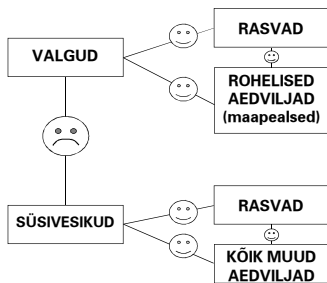 VALGUD
RASVAD
ROHELISED
AEDVILJAD
(maapealsed)
SÜSIVESIKUD
RASVAD
KÕIK MUUD
AEDVILJAD